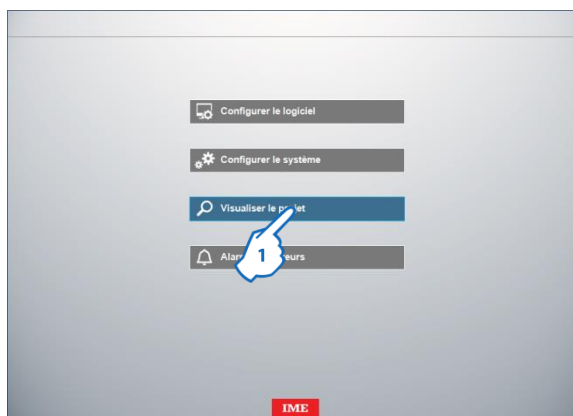 Configurer le logiciel
Configurer le système
Visualiser le
1
IME